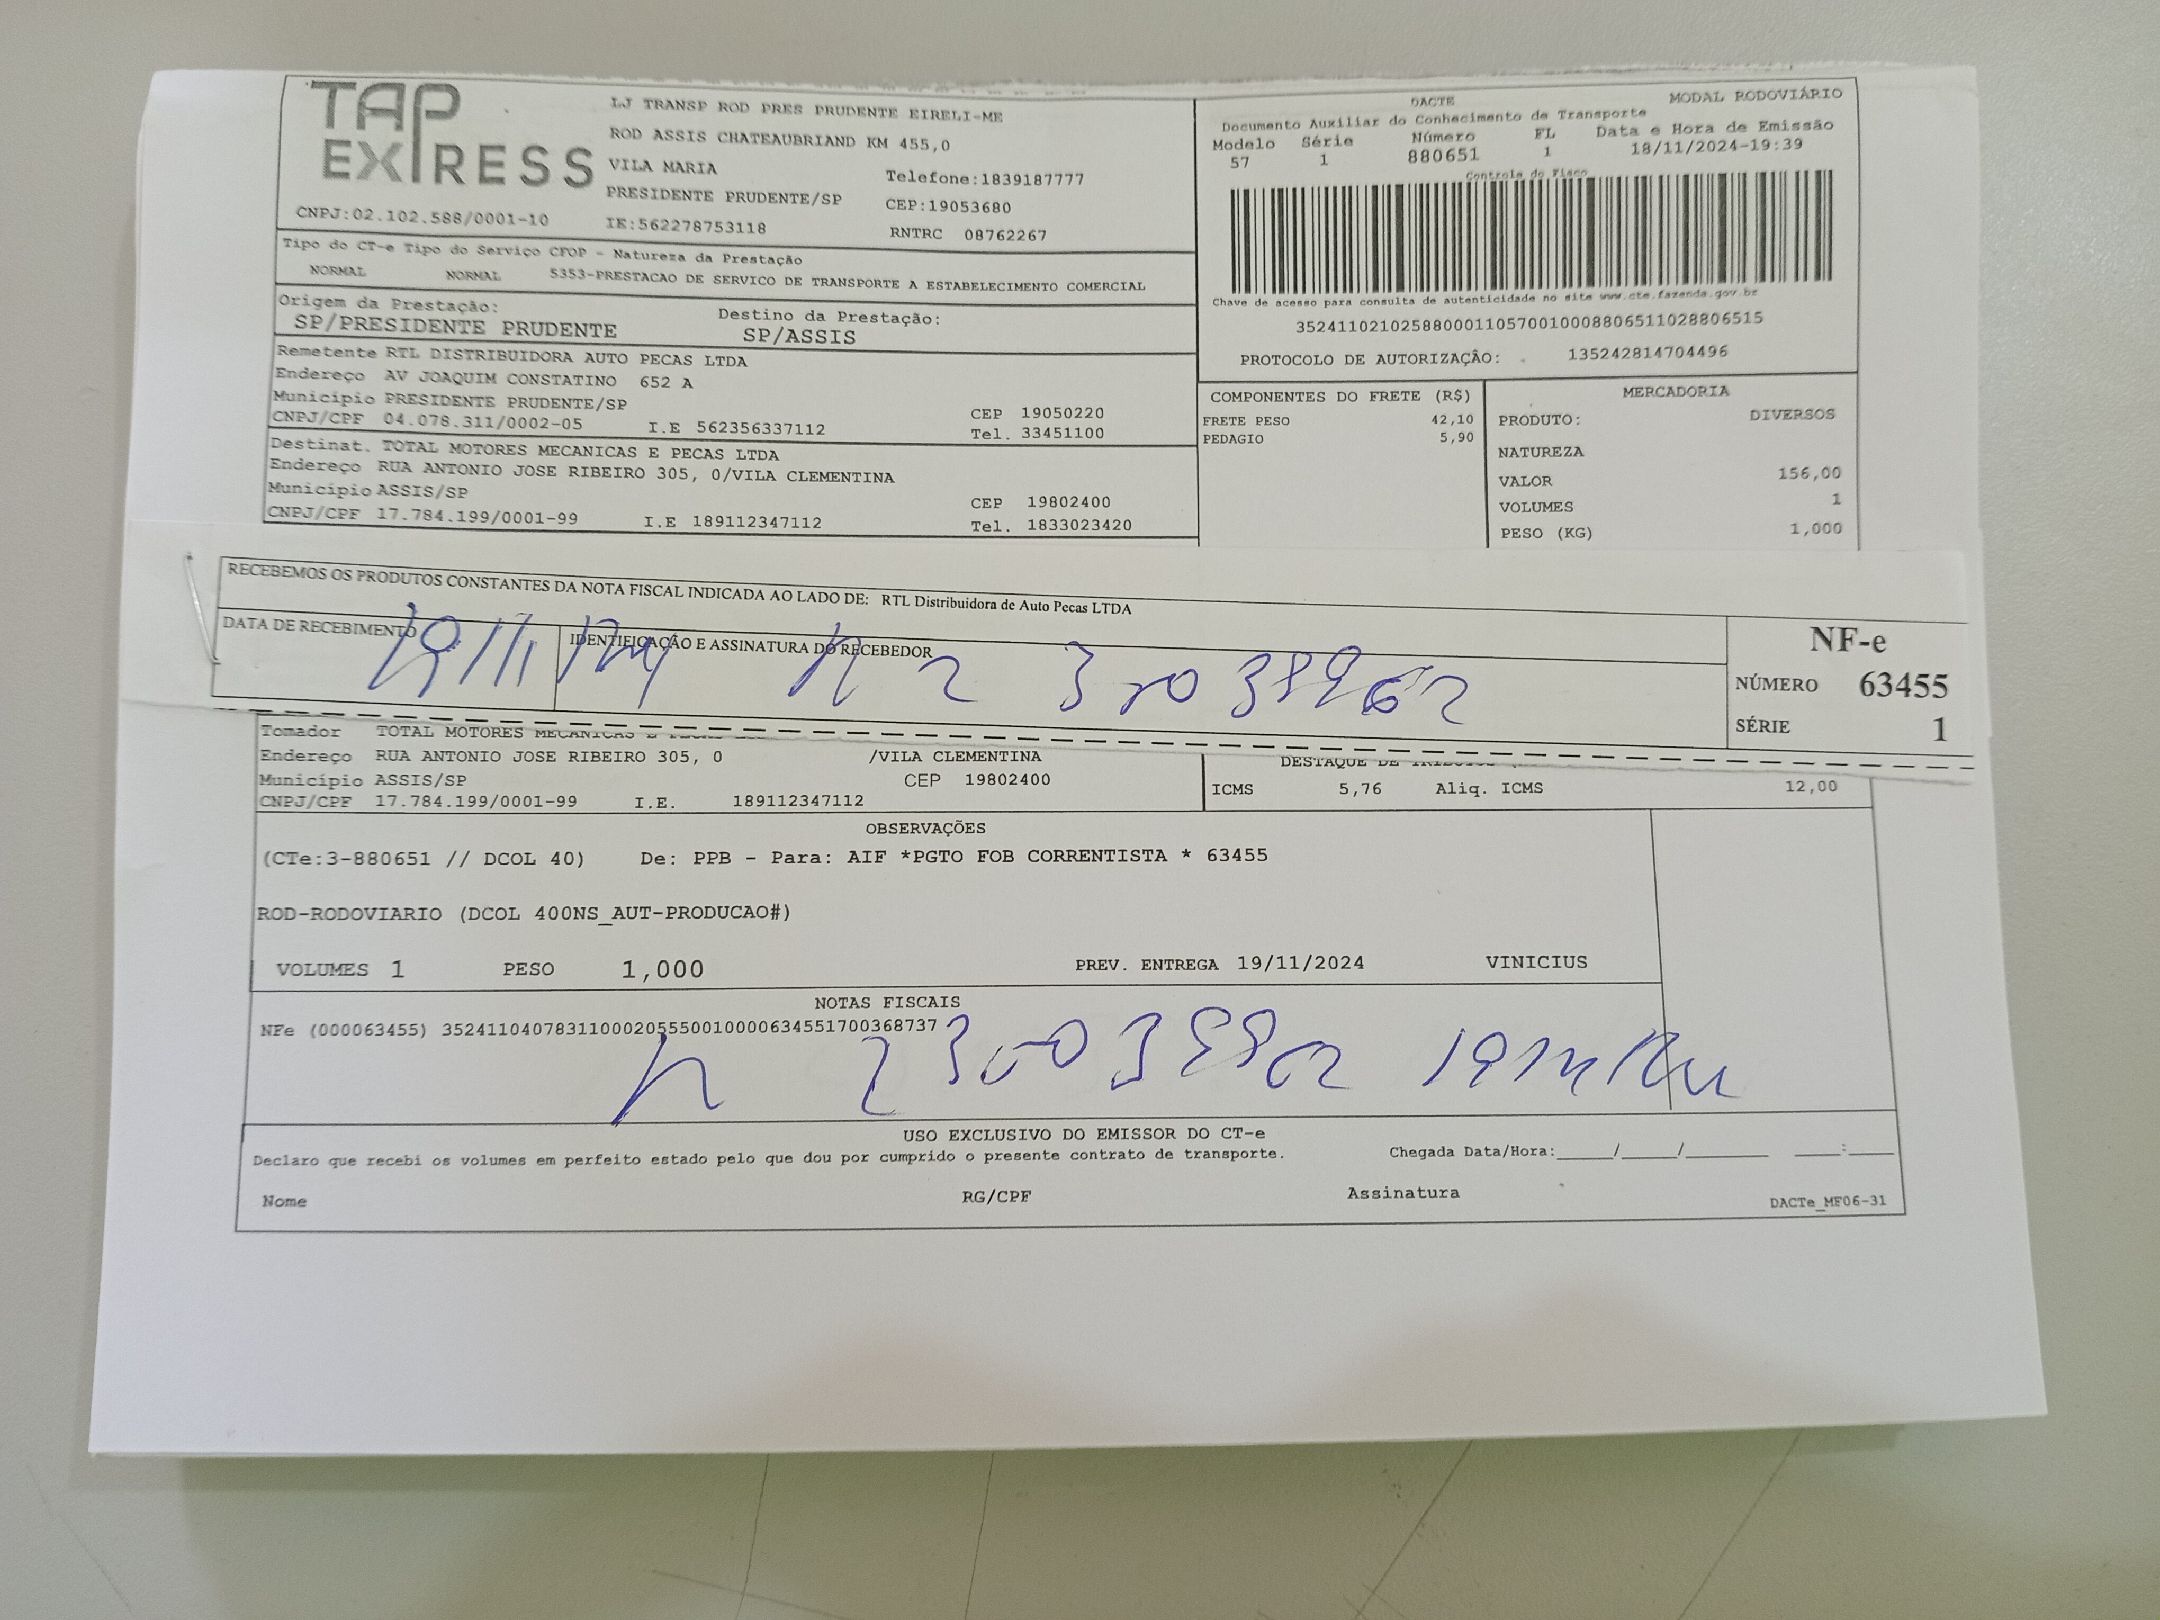 TAP EXPRESS
LJ TRANSP ROD PRES PRUDENTE EIRELI-ME
ROD ASSIS CHATEAUBRIAND KM 455,0
VILA MARIA
Telefone:1839187777
PRESIDENTE PRUDENTE/SP
CEP:19053680
CNPJ:02.102.588/0001-10
IE:562278753118
RNTRC 08762267
DACTE
MODAL RODOVIÁRIO
Documento Auxiliar do Conhecimento de Transporte
Modelo Série Número FL Data e Hora de Emissão
57 1 880651 1 18/11/2024-19:39
Controle do Fisco
Chave de acesso para consulta de autenticidade no site www.cte.fazenda.gov.br
35241102102588000110570010008806511028806515
PROTOCOLO DE AUTORIZAÇÃO: 135242814704496
Tipo do CT-e Tipo do Serviço CFOP - Natureza da Prestação
NORMAL NORMAL 5353-PRESTACAO DE SERVICO DE TRANSPORTE A ESTABELECIMENTO COMERCIAL
Origem da Prestação: Destino da Prestação:
SP/PRESIDENTE PRUDENTE SP/ASSIS
Remetente RTL DISTRIBUIDORA AUTO PECAS LTDA
Endereço AV JOAQUIM CONSTATINO 652 A
Município PRESIDENTE PRUDENTE/SP CEP 19050220
CNPJ/CPF 04.078.311/0002-05 I.E 562356337112 Tel. 33451100
Destinat. TOTAL MOTORES MECANICAS E PECAS LTDA
Endereço RUA ANTONIO JOSE RIBEIRO 305, 0/VILA CLEMENTINA
Município ASSIS/SP CEP 19802400
CNPJ/CPF 17.784.199/0001-99 I.E 189112347112 Tel. 1833023420
COMPONENTES DO FRETE (R$)
FRETE PESO 42,10
PEDAGIO 5,90
MERCADORIA
PRODUTO: DIVERSOS
NATUREZA
VALOR 156,00
VOLUMES 1
PESO (KG) 1,000
RECEBEMOS OS PRODUTOS CONSTANTES DA NOTA FISCAL INDICADA AO LADO DE: RTL Distribuidora de Auto Pecas LTDA
DATA DE RECEBIMENTO IDENTIFICAÇÃO E ASSINATURA DO RECEBEDOR
19/11/24
NF-e
NÚMERO 63455
SÉRIE 1
Tomador TOTAL MOTORES MECANICAS E
Endereço RUA ANTONIO JOSE RIBEIRO 305, 0 /VILA CLEMENTINA
Município ASSIS/SP CEP 19802400
CNPJ/CPF 17.784.199/0001-99 I.E. 189112347112
DESTAQUE DE
ICMS 5,76 Aliq. ICMS 12,00
OBSERVAÇÕES
(CTe:3-880651 // DCOL 40) De: PPB - Para: AIF *PGTO FOB CORRENTISTA * 63455
ROD-RODOVIARIO (DCOL 400NS_AUT-PRODUCAO#)
VOLUMES 1 PESO 1,000 PREV. ENTREGA 19/11/2024 VINICIUS
NOTAS FISCAIS
NFe (000063455) 35241104078311000205550010000634551700368737
USO EXCLUSIVO DO EMISSOR DO CT-e
Declaro que recebi os volumes em perfeito estado pelo que dou por cumprido o presente contrato de transporte. Chegada Data/Hora:____/____/______ ___:___
Nome RG/CPF Assinatura
DACTe_MF06-31